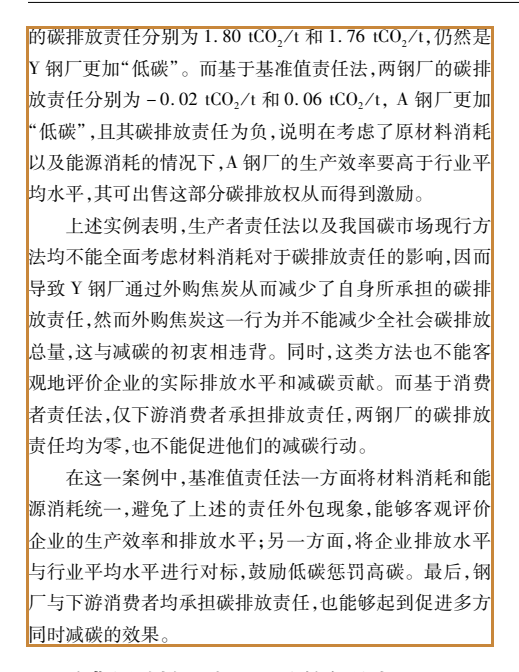 的碳排放责任分别为 1.80 tCO₂/t 和 1.76 tCO₂/t,仍然是
Y 钢厂更加“低碳”。而基于基准值责任法,两钢厂的碳排
放责任分别为 −0.02 tCO₂/t 和 0.06 tCO₂/t, A 钢厂更加
“低碳”,且其碳排放责任为负,说明在考虑了原材料消耗
以及能源消耗的情况下,A 钢厂的生产效率要高于行业平
均水平,其可出售这部分碳排放权从而得到激励。
上述实例表明,生产者责任法以及我国碳市场现行方
法均不能全面考虑材料消耗对于碳排放责任的影响,因而
导致 Y 钢厂通过外购焦炭从而减少了自身所承担的碳排
放责任,然而外购焦炭这一行为并不能减少全社会碳排放
总量,这与减碳的初衷相违背。同时,这类方法也不能客
观地评价企业的实际排放水平和减碳贡献。而基于消费
者责任法,仅下游消费者承担排放责任,两钢厂的碳排放
责任均为零,也不能促进他们的减碳行动。
在这一案例中,基准值责任法一方面将材料消耗和能
源消耗统一,避免了上述的责任外包现象,能够客观评价
企业的生产效率和排放水平;另一方面,将企业排放水平
与行业平均水平进行对标,鼓励低碳惩罚高碳。最后,钢
厂与下游消费者均承担碳排放责任,也能够起到促进多方
同时减碳的效果。